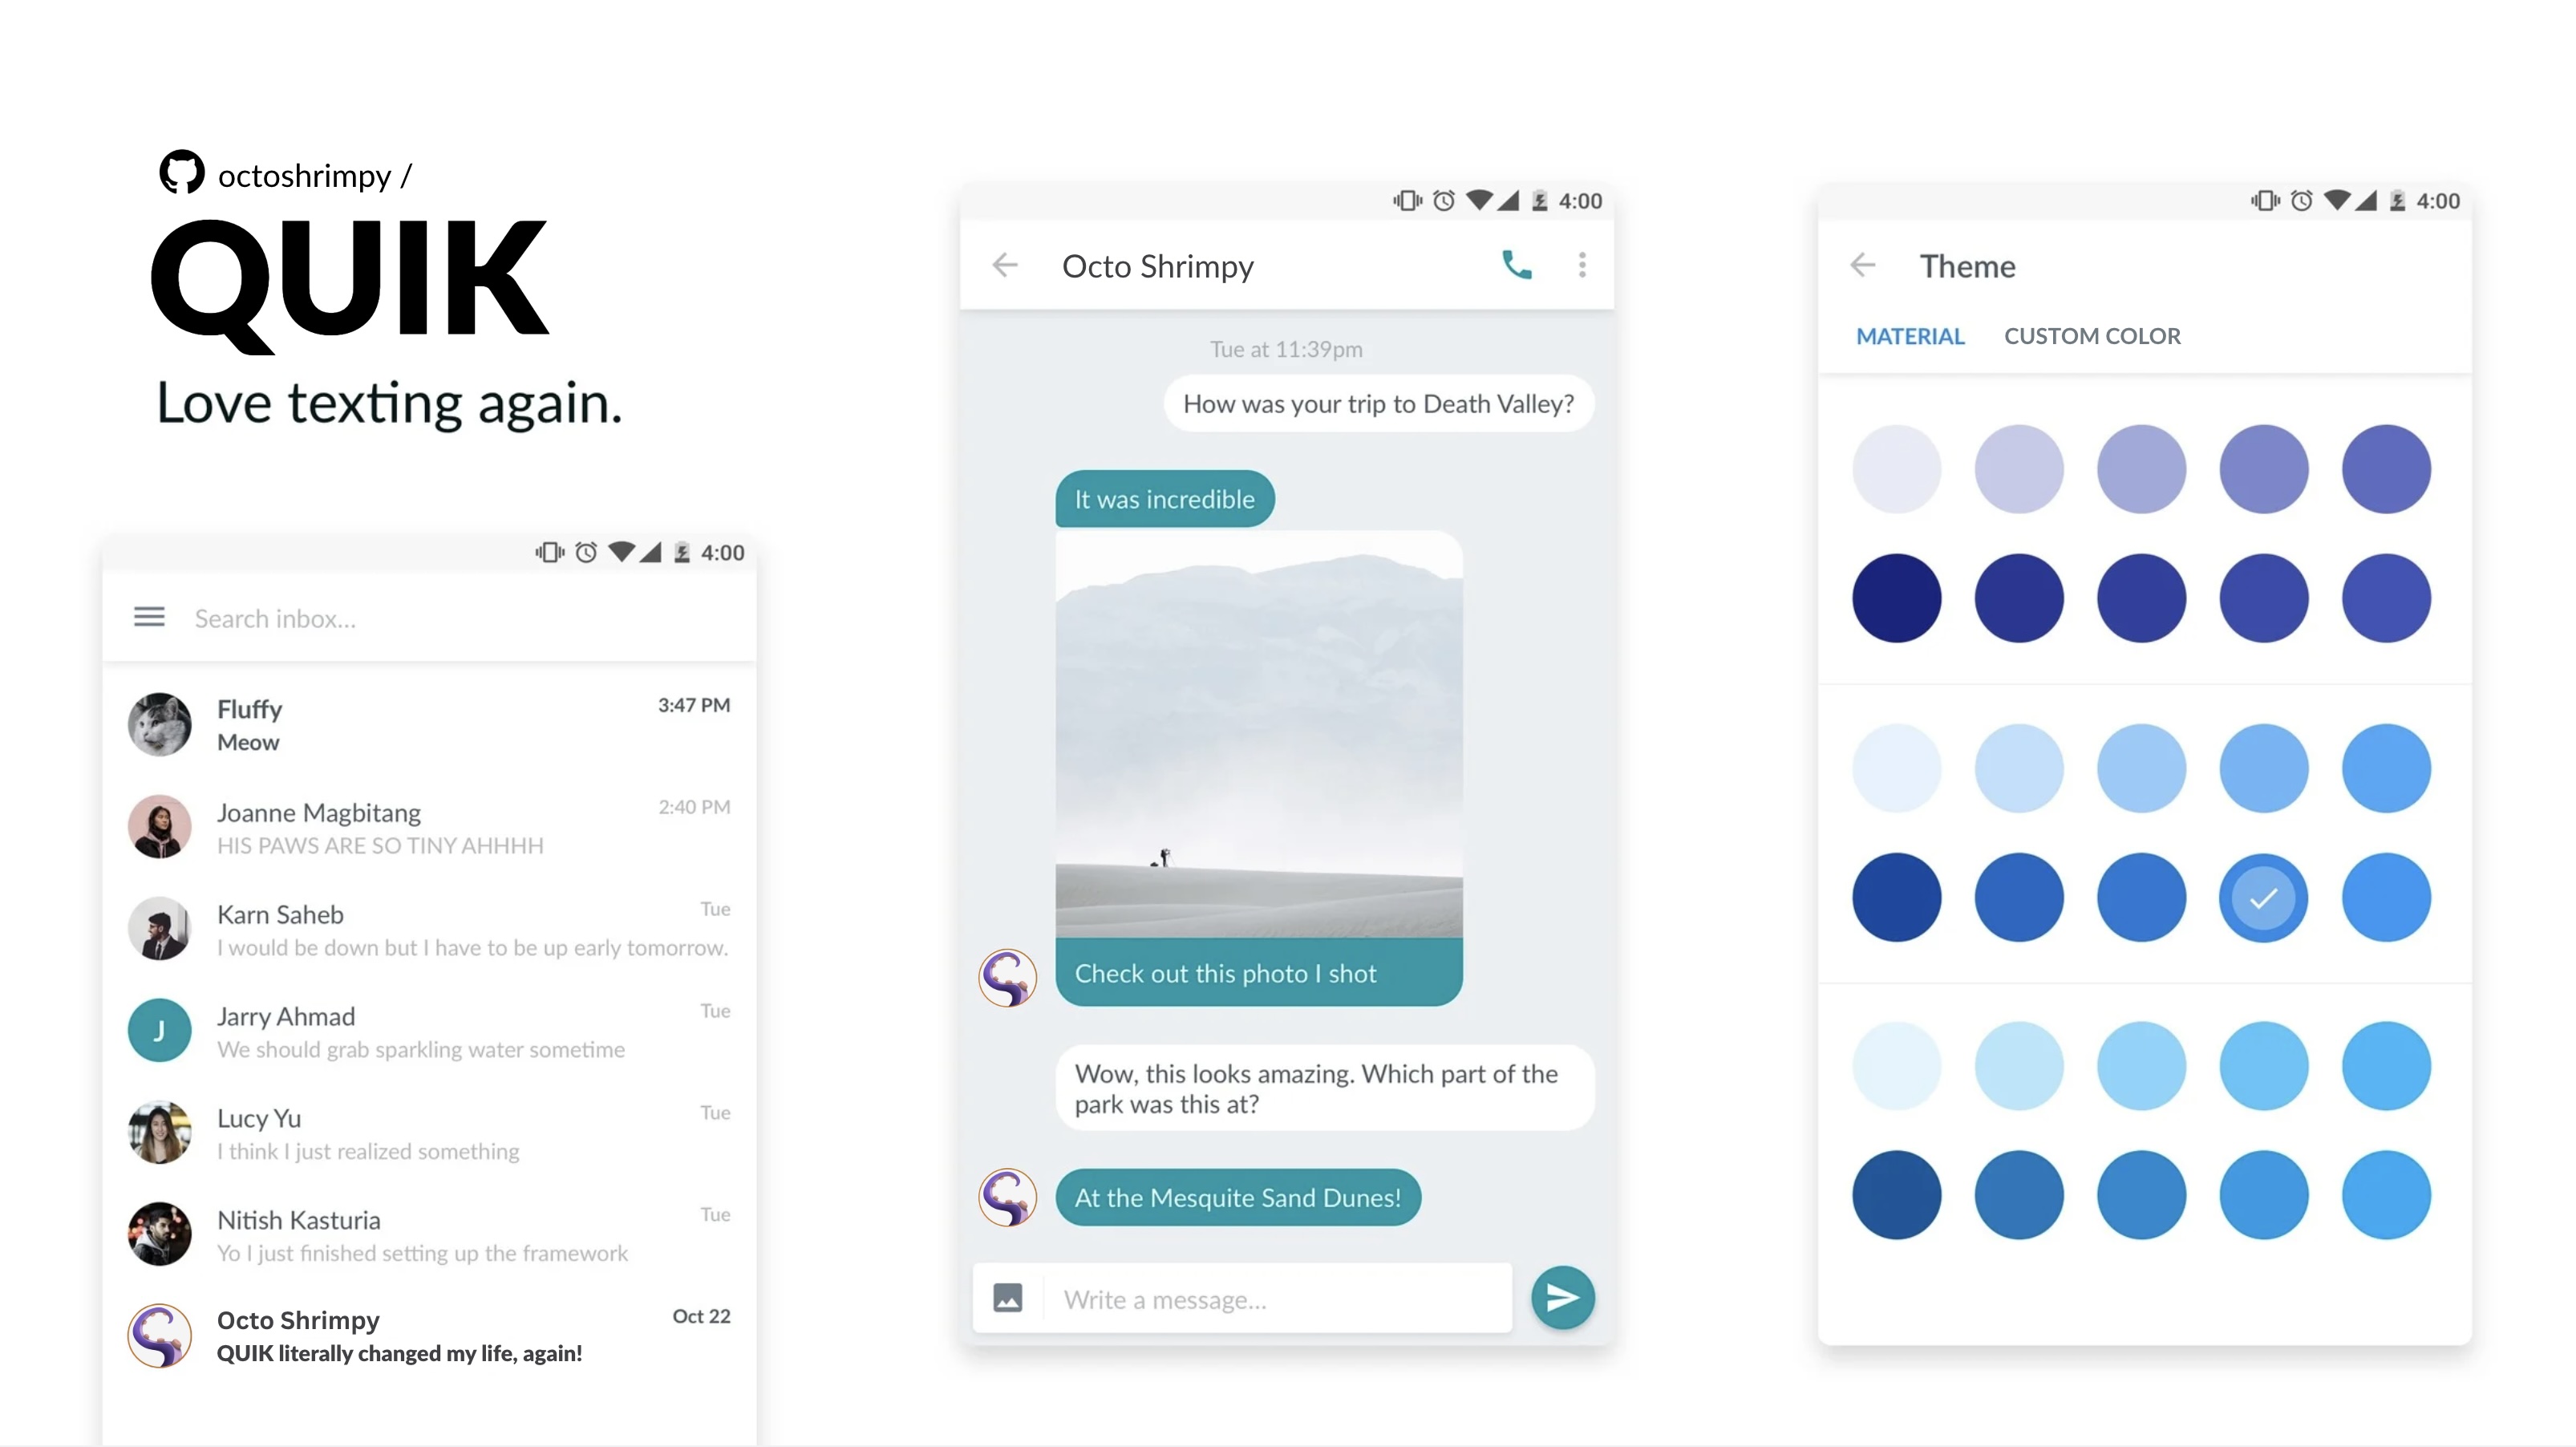 octoshrimpy /
QUIK
Love texting again.
4:00
Search inbox...
Fluffy
3:47 PM
Meow
Joanne Magbitang
2:40 PM
HIS PAWS ARE SO TINY AHHHH
Karn Saheb
Tue
I would be down but I have to be up early tomorrow.
J
Jarry Ahmad
Tue
We should grab sparkling water sometime
Lucy Yu
Tue
I think I just realized something
Nitish Kasturia
Tue
Yo I just finished setting up the framework
Octo Shrimpy
Oct 22
QUIK literally changed my life, again!
4:00
Octo Shrimpy
Tue at 11:39pm
How was your trip to Death Valley?
It was incredible
Check out this photo I shot
Wow, this looks amazing. Which part of the
park was this at?
At the Mesquite Sand Dunes!
Write a message...
4:00
Theme
MATERIAL CUSTOM COLOR